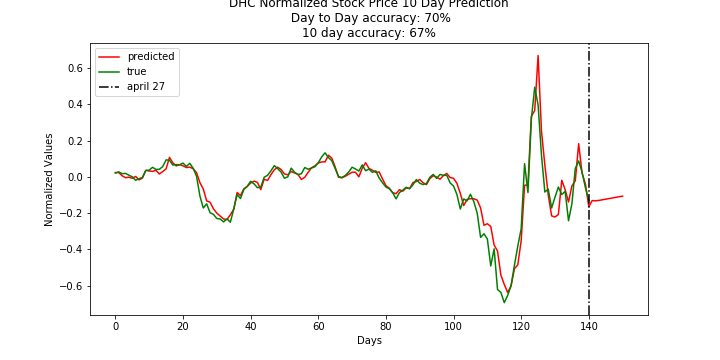 DHC Normalized Stock Price 10 Day Prediction
Day to Day accuracy: 70%
10 day accuracy: 67%
predicted
true
april 27
Normalized Values
0.6
0.4
0.2
0.0
−0.2
−0.4
−0.6
0 20 40 60 80 100 120 140
Days